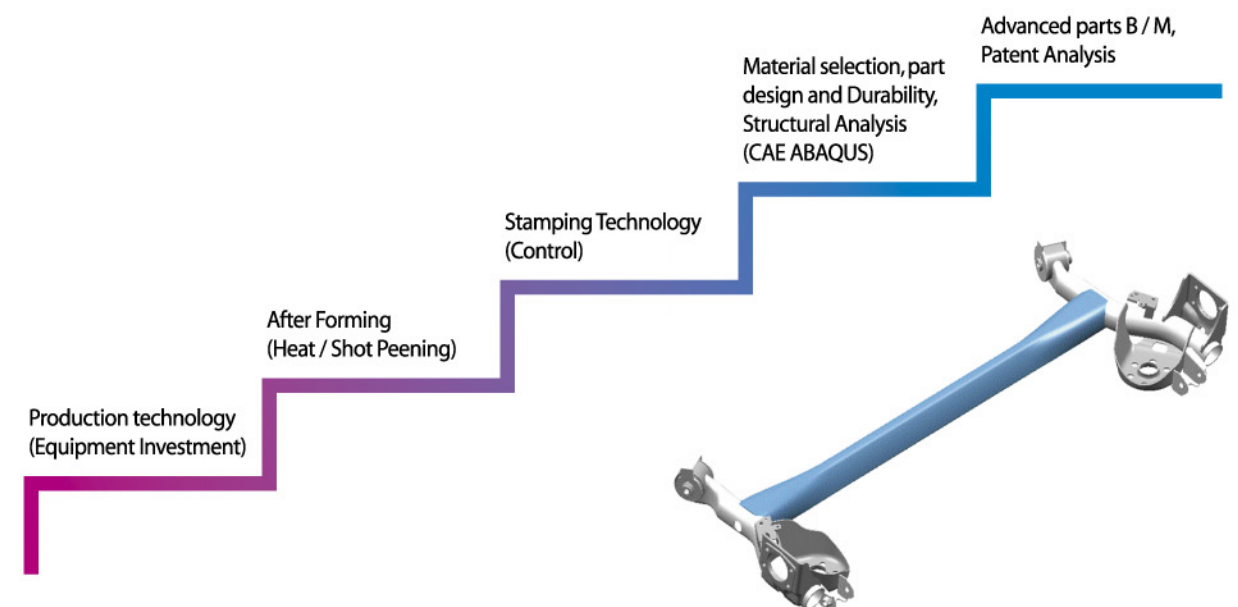 Advanced parts B / M,
Patent Analysis
Material selection, part
design and Durability,
Structural Analysis
(CAE ABAQUS)
Stamping Technology
(Control)
After Forming
(Heat / Shot Peening)
Production technology
(Equipment Investment)